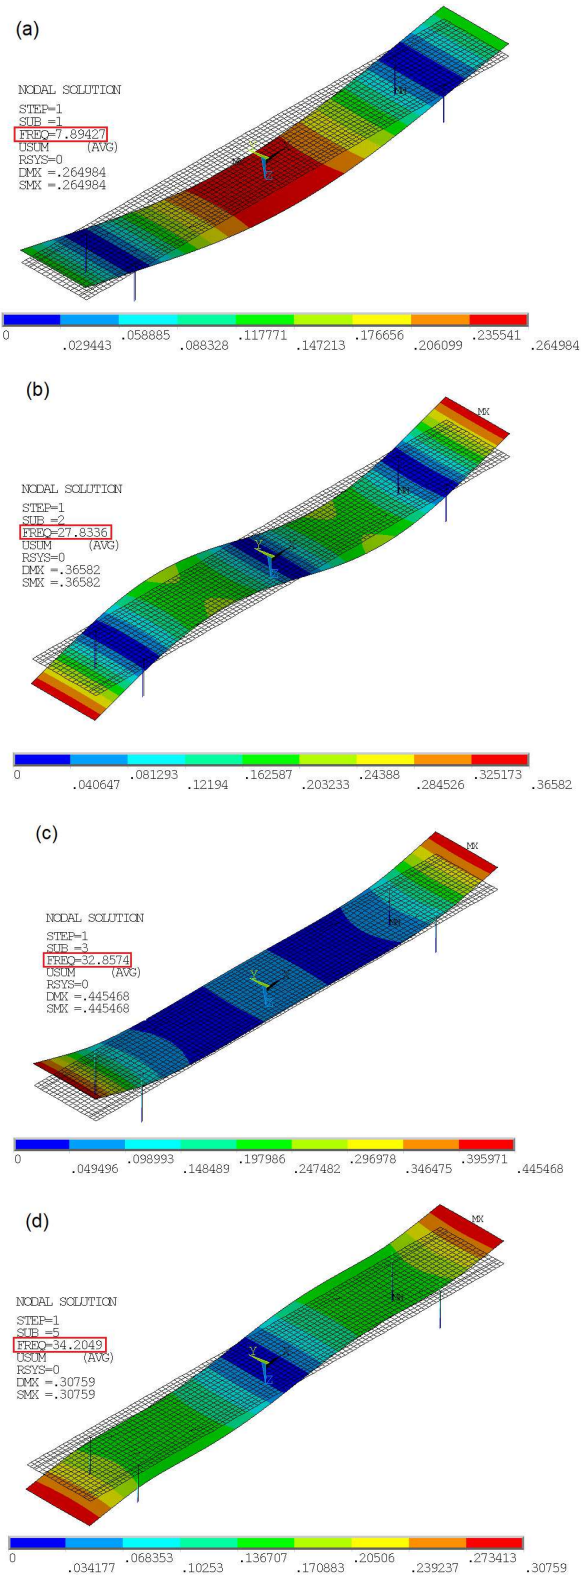 (a)
NODAL SOLUTION
STEP=1
SUB =1
FREQ=7.89427
USUM (AVG)
RSYS=0
DMX =.264984
SMX =.264984
MN
Y
Z
0 .029443 .058885 .088328 .117771 .147213 .176656 .206099 .235541 .264984
(b)
MX
NODAL SOLUTION
STEP=1
SUB =2
FREQ=27.8336
USUM (AVG)
RSYS=0
DMX =.36582
SMX =.36582
MN
Y
Z
0 .040647 .081293 .12194 .162587 .203233 .24388 .284526 .325173 .36582
(c)
MX
NODAL SOLUTION
STEP=1
SUB =3
FREQ=32.8574
USUM (AVG)
RSYS=0
DMX =.445468
SMX =.445468
MN
Y X
Z
0 .049496 .098993 .148489 .197986 .247482 .296978 .346475 .395971 .445468
(d)
MX
NODAL SOLUTION
STEP=1
SUB =5
FREQ=34.2049
USUM (AVG)
RSYS=0
DMX =.30759
SMX =.30759
MN
Y X
Z
0 .034177 .068353 .10253 .136707 .170883 .20506 .239237 .273413 .30759